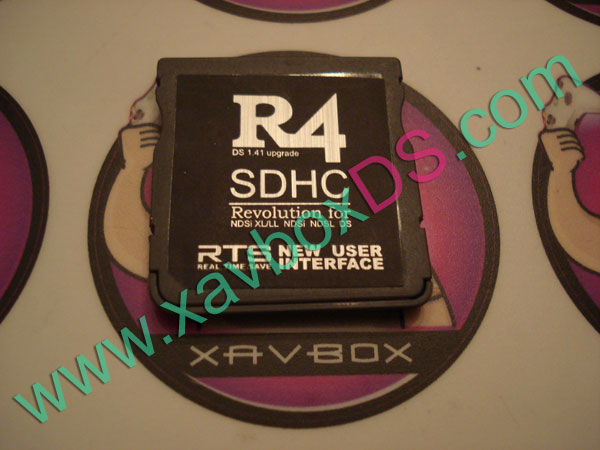 R4
DS 1.41 upgrade
SDHC
Revolution for
NDSi XL/LL NDSi NDSL DS
RTS NEW USER
REAL TIME SAVE INTERFACE
XAVBOX
www.xavboxDS.com